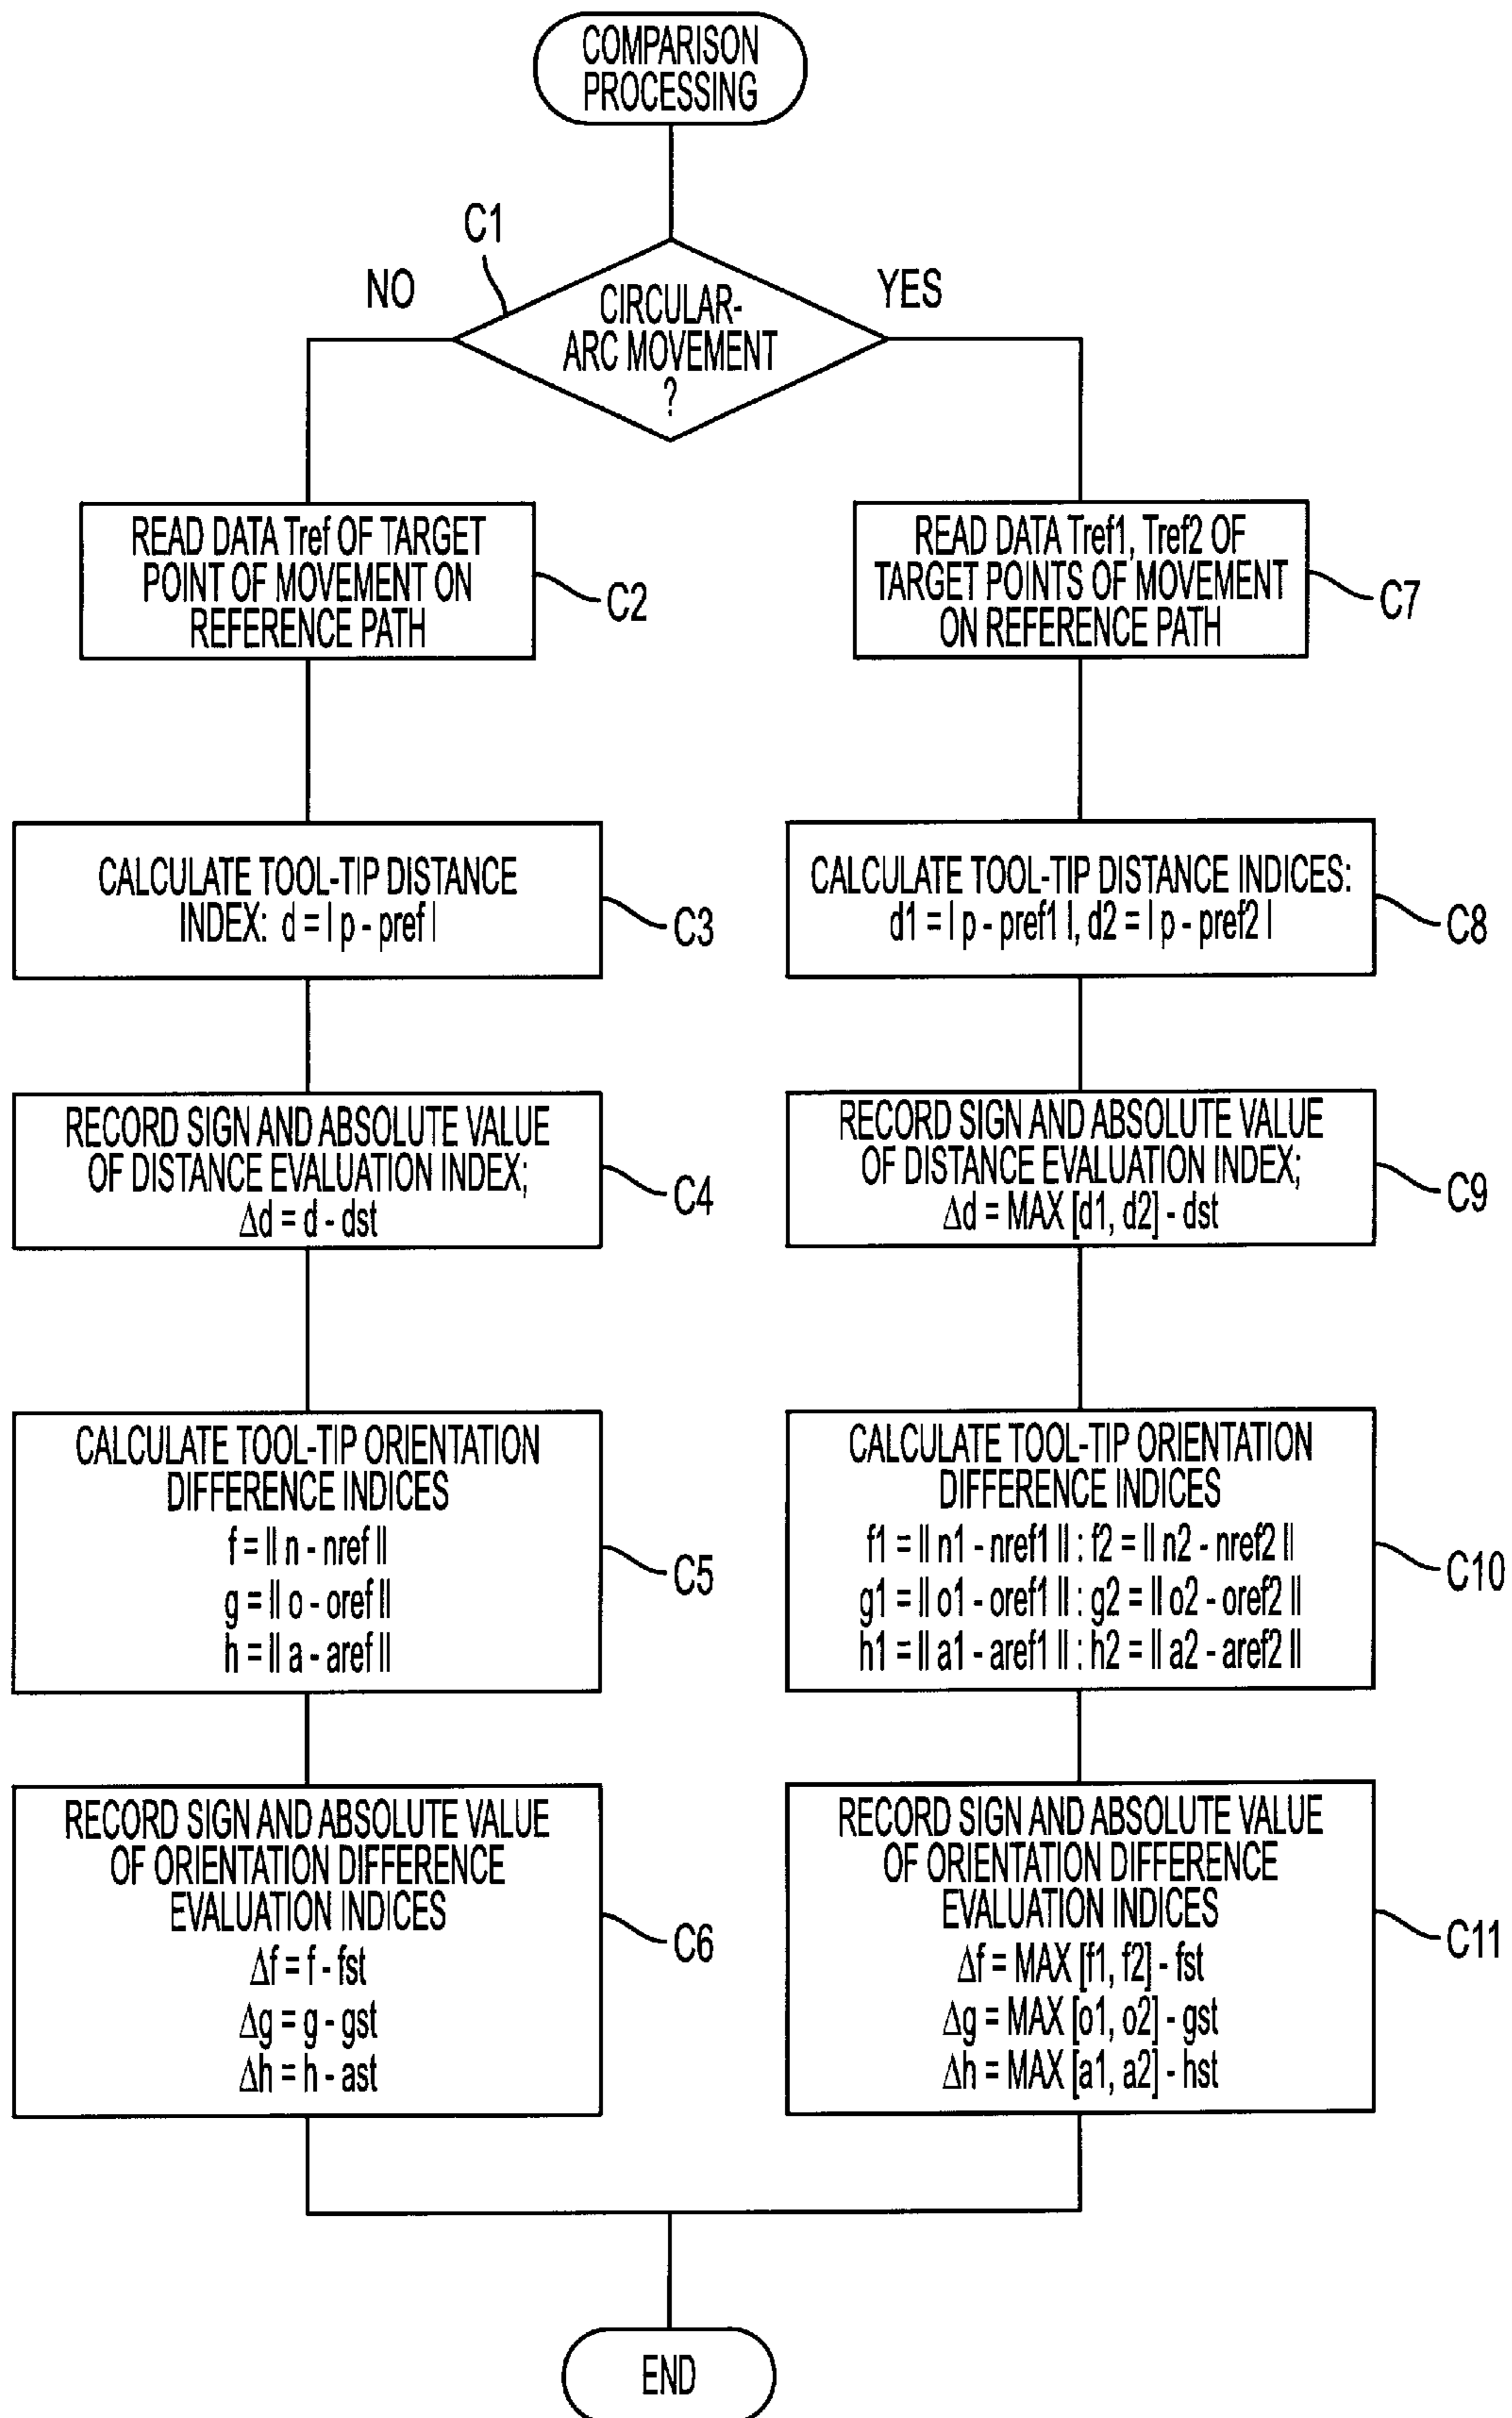 COMPARISON
PROCESSING
C1
NO
YES
CIRCULAR-
ARC MOVEMENT
?
READ DATA Tref OF TARGET
POINT OF MOVEMENT ON
REFERENCE PATH
C2
CALCULATE TOOL-TIP DISTANCE
INDEX: d = | p - pref |
C3
RECORD SIGN AND ABSOLUTE VALUE
OF DISTANCE EVALUATION INDEX;
Δd = d - dst
C4
CALCULATE TOOL-TIP ORIENTATION
DIFFERENCE INDICES
f = || n - nref ||
g = || o - oref ||
h = || a - aref ||
C5
RECORD SIGN AND ABSOLUTE VALUE
OF ORIENTATION DIFFERENCE
EVALUATION INDICES
Δf = f - fst
Δg = g - gst
Δh = h - ast
C6
READ DATA Tref1, Tref2 OF
TARGET POINTS OF MOVEMENT
ON REFERENCE PATH
C7
CALCULATE TOOL-TIP DISTANCE INDICES:
d1 = | p - pref1 |, d2 = | p - pref2 |
C8
RECORD SIGN AND ABSOLUTE VALUE
OF DISTANCE EVALUATION INDEX;
Δd = MAX [d1, d2] - dst
C9
CALCULATE TOOL-TIP ORIENTATION
DIFFERENCE INDICES
f1 = || n1 - nref1 || : f2 = || n2 - nref2 ||
g1 = || o1 - oref1 || : g2 = || o2 - oref2 ||
h1 = || a1 - aref1 || : h2 = || a2 - aref2 ||
C10
RECORD SIGN AND ABSOLUTE VALUE
OF ORIENTATION DIFFERENCE
EVALUATION INDICES
Δf = MAX [f1, f2] - fst
Δg = MAX [o1, o2] - gst
Δh = MAX [a1, a2] - hst
C11
END